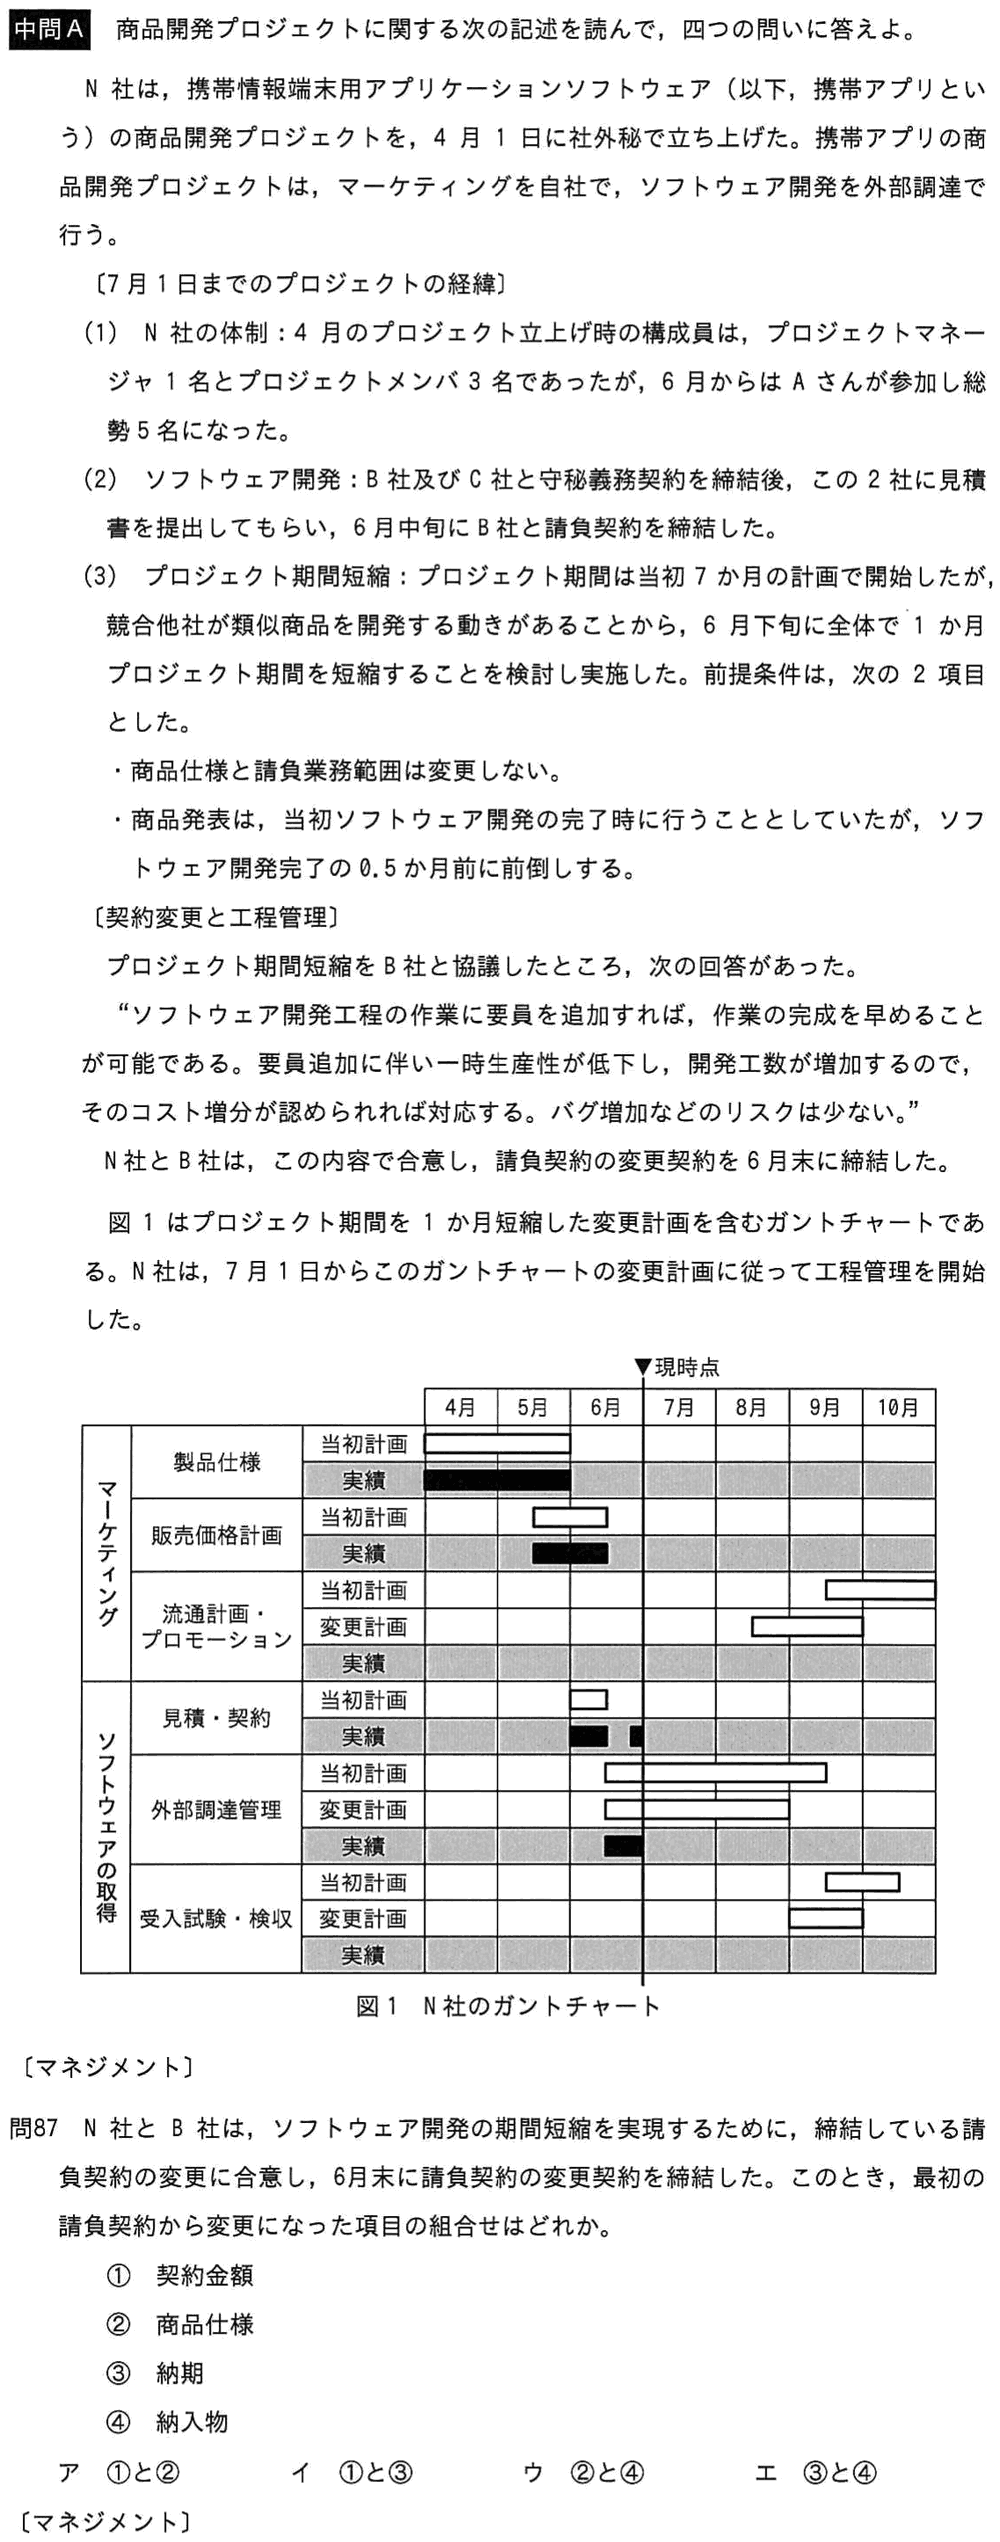 中問A 商品開発プロジェクトに関する次の記述を読んで，四つの問いに答えよ。
N 社は，携帯情報端末用アプリケーションソフトウェア（以下，携帯アプリとい
う）の商品開発プロジェクトを，4 月 1 日に社外秘で立ち上げた。携帯アプリの商
品開発プロジェクトは，マーケティングを自社で，ソフトウェア開発を外部調達で
行う。
〔7 月 1 日までのプロジェクトの経緯〕
(1) N 社の体制：4 月のプロジェクト立上げ時の構成員は，プロジェクトマネー
ジャ 1 名とプロジェクトメンバ 3 名であったが，6 月からは A さんが参加し総
勢 5 名になった。
(2) ソフトウェア開発：B 社及び C 社と守秘義務契約を締結後，この 2 社に見積
書を提出してもらい，6 月中旬に B 社と請負契約を締結した。
(3) プロジェクト期間短縮：プロジェクト期間は当初 7 か月の計画で開始したが，
競合他社が類似商品を開発する動きがあることから，6 月下旬に全体で 1 か月
プロジェクト期間を短縮することを検討し実施した。前提条件は，次の 2 項目
とした。
・商品仕様と請負業務範囲は変更しない。
・商品発表は，当初ソフトウェア開発の完了時に行うこととしていたが，ソフ
トウェア開発完了の 0.5 か月前に前倒しする。
〔契約変更と工程管理〕
プロジェクト期間短縮を B 社と協議したところ，次の回答があった。
“ソフトウェア開発工程の作業に要員を追加すれば，作業の完成を早めること
が可能である。要員追加に伴い一時生産性が低下し，開発工数が増加するので，
そのコスト増分が認められれば対応する。バグ増加などのリスクは少ない。”
N 社と B 社は，この内容で合意し，請負契約の変更契約を 6 月末に締結した。
図 1 はプロジェクト期間を 1 か月短縮した変更計画を含むガントチャートであ
る。N 社は，7 月 1 日からこのガントチャートの変更計画に従って工程管理を開始
した。
▼現時点
4月 5月 6月 7月 8月 9月 10月
マーケティング
製品仕様
当初計画
実績
販売価格計画
当初計画
実績
流通計画・
プロモーション
当初計画
変更計画
実績
ソフトウェアの取得
見積・契約
当初計画
実績
外部調達管理
当初計画
変更計画
実績
受入試験・検収
当初計画
変更計画
実績
図 1 N 社のガントチャート
〔マネジメント〕
問87 N 社と B 社は，ソフトウェア開発の期間短縮を実現するために，締結している請
負契約の変更に合意し，6月末に請負契約の変更契約を締結した。このとき，最初の
請負契約から変更になった項目の組合せはどれか。
① 契約金額
② 商品仕様
③ 納期
④ 納入物
ア ①と② イ ①と③ ウ ②と④ エ ③と④
〔マネジメント〕